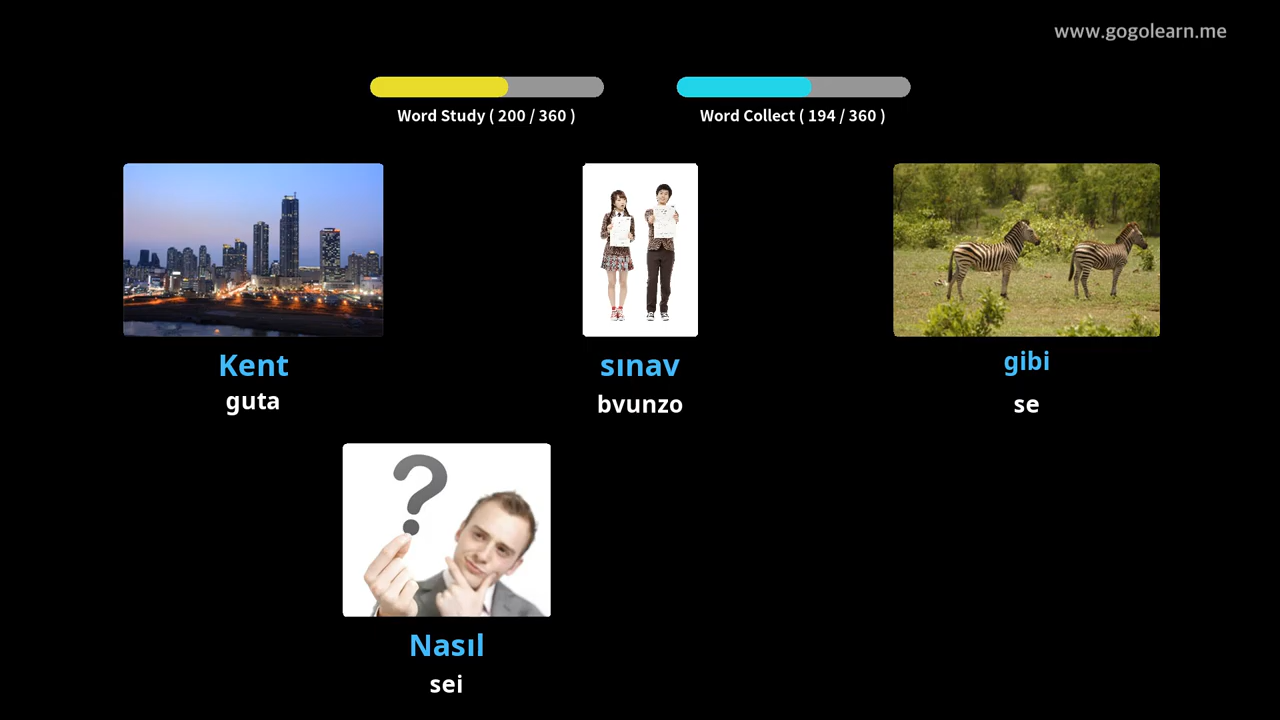 www.gogolearn.me
Word Study ( 200 / 360 )
Word Collect ( 194 / 360 )
Kent
guta
sınav
bvunzo
gibi
se
Nasıl
sei